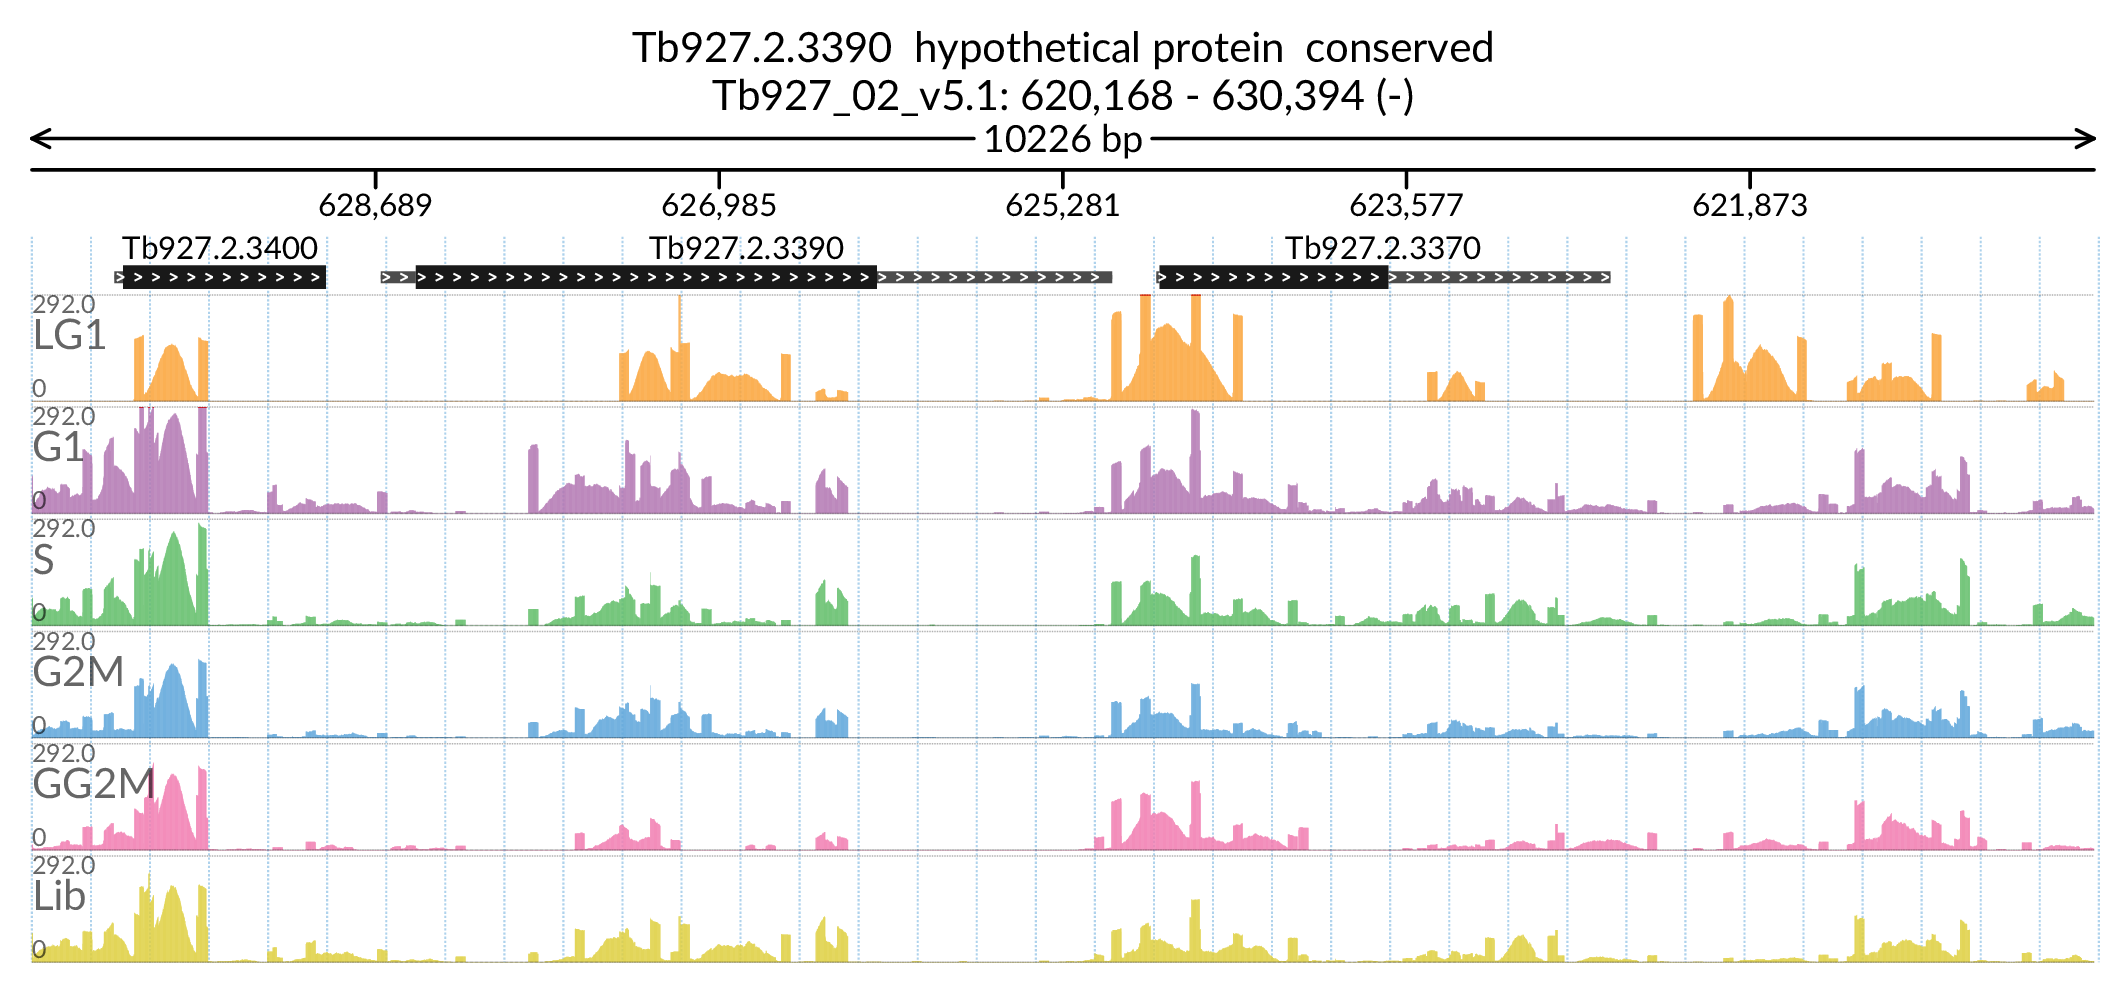 Tb927.2.3390 hypothetical protein conserved
Tb927_02_v5.1: 620,168 - 630,394 (-)
10226 bp
628,689 626,985 625,281 623,577 621,873
Tb927.2.3400 Tb927.2.3390 Tb927.2.3370
292.0
LG1
0
292.0
G1
0
292.0
S
0
292.0
G2M
0
292.0
GG2M
0
292.0
Lib
0